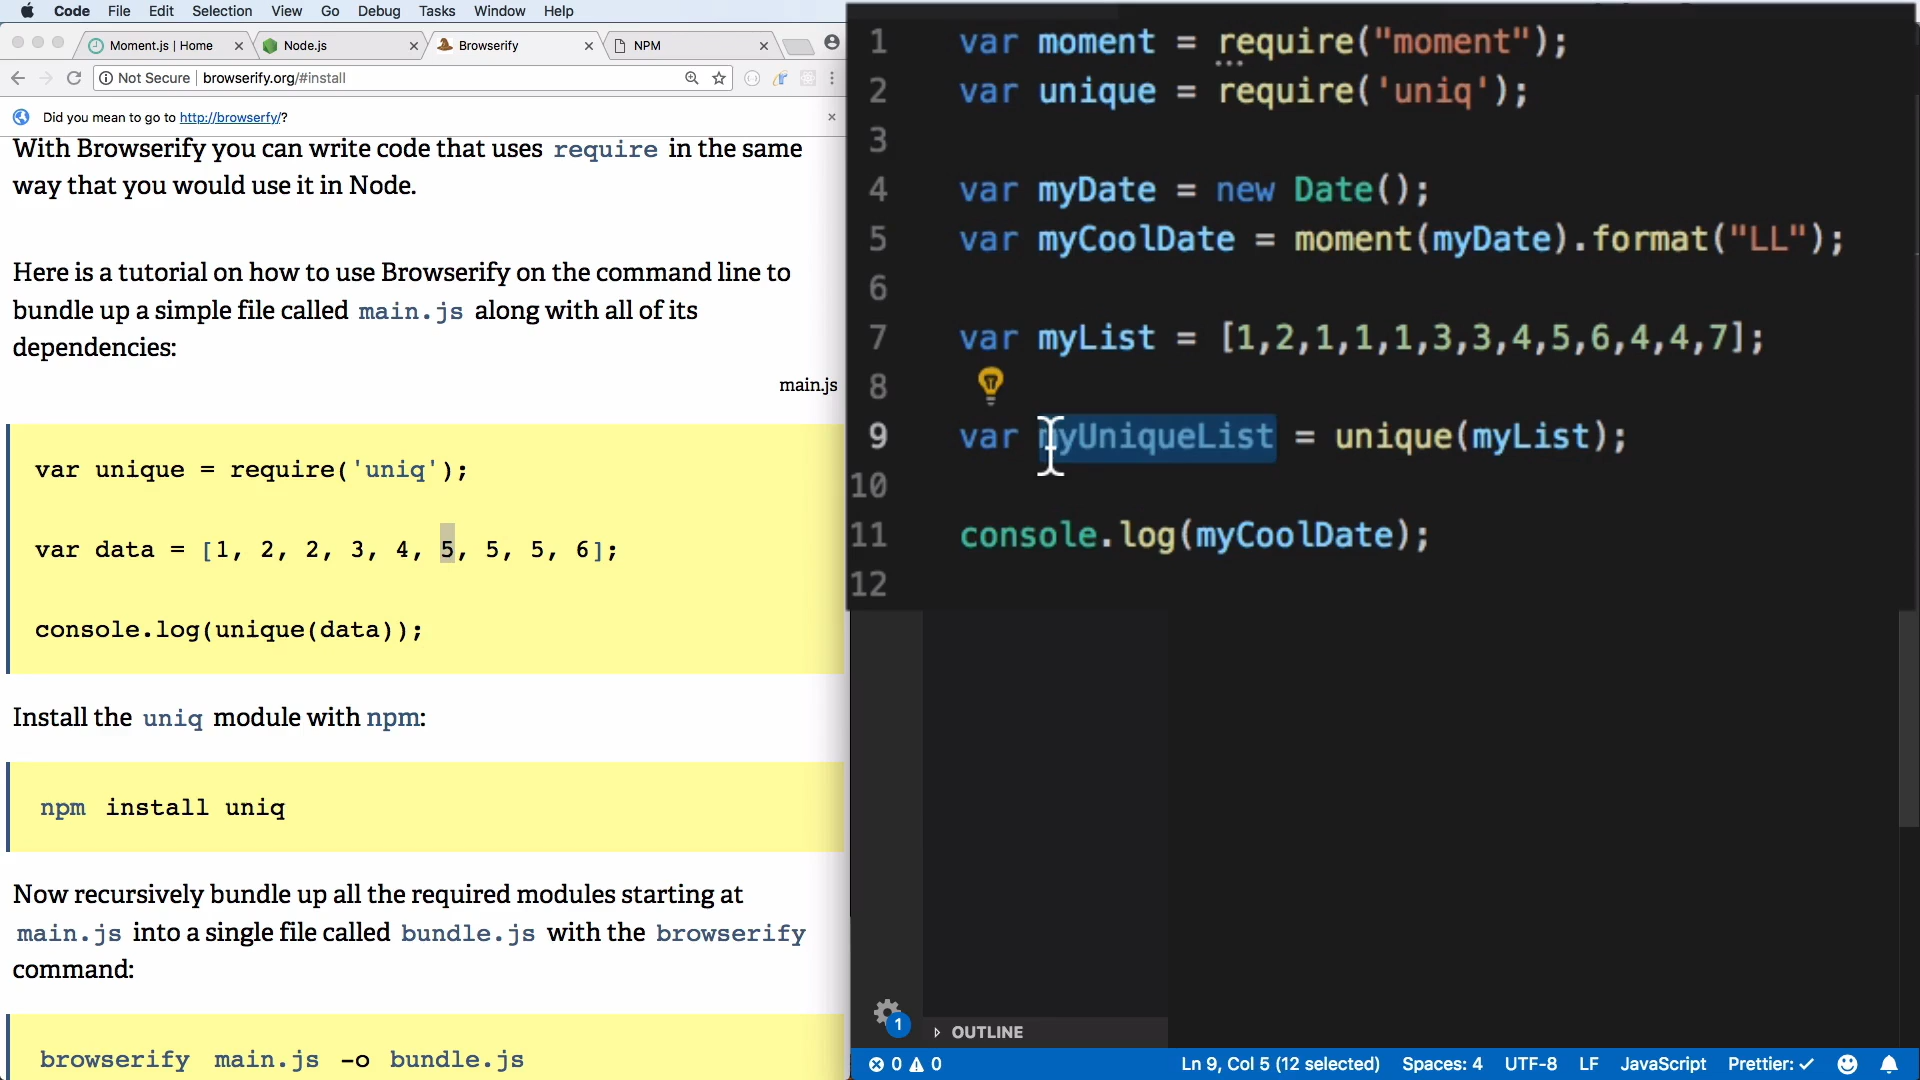 Code File Edit Selection View Go Debug Tasks Window Help
Moment.js | Home
Node.js
Browserify
NPM
Not Secure | browserify.org/#install
Did you mean to go to http://browserfy/?
With Browserify you can write code that uses require in the same
way that you would use it in Node.
Here is a tutorial on how to use Browserify on the command line to
bundle up a simple file called main.js along with all of its
dependencies:
main.js
var unique = require('uniq');
var data = [1, 2, 2, 3, 4, 5, 5, 5, 6];
console.log(unique(data));
Install the uniq module with npm:
npm install uniq
Now recursively bundle up all the required modules starting at
main.js into a single file called bundle.js with the browserify
command:
browserify main.js -o bundle.js
1 var moment = require("moment");
2 var unique = require('uniq');
3
4 var myDate = new Date();
5 var myCoolDate = moment(myDate).format("LL");
6
7 var myList = [1,2,1,1,1,3,3,4,5,6,4,4,7];
8
9 var myUniqueList = unique(myList);
10
11 console.log(myCoolDate);
12
1
OUTLINE
0 0
Ln 9, Col 5 (12 selected) Spaces: 4 UTF-8 LF JavaScript Prettier: ✓